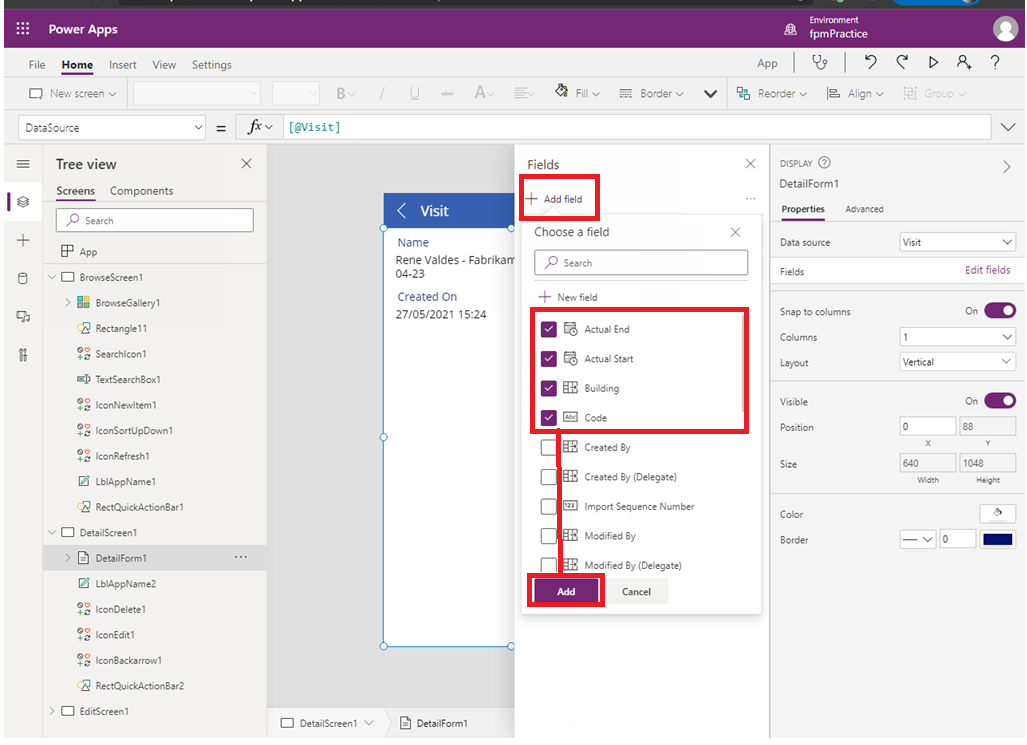 Power Apps
Environment
fpmPractice
File Home Insert View Settings App
New screen B Fill Border Reorder Align Group
DataSource = fx [@Visit]
Tree view
Screens Components
Search
App
BrowseScreen1
BrowseGallery1
Rectangle11
SearchIcon1
TextSearchBox1
IconNewItem1
IconSortUpDown1
IconRefresh1
LblAppName1
RectQuickActionBar1
DetailScreen1
DetailForm1
LblAppName2
IconDelete1
IconEdit1
IconBackarrow1
RectQuickActionBar2
EditScreen1
Visit
Name
Rene Valdes - Fabrikam
04-23
Created On
27/05/2021 15:24
DetailScreen1 DetailForm1
Fields
Add field
Choose a field
Search
New field
Actual End
Actual Start
Building
Abc Code
Created By
Created By (Delegate)
123 Import Sequence Number
Modified By
Modified By (Delegate)
Add Cancel
DISPLAY
DetailForm1
Properties Advanced
Data source Visit
Fields Edit fields
Snap to columns On
Columns 1
Layout Vertical
Visible On
Position 0 88
X Y
Size 640 1048
Width Height
Color
Border 0